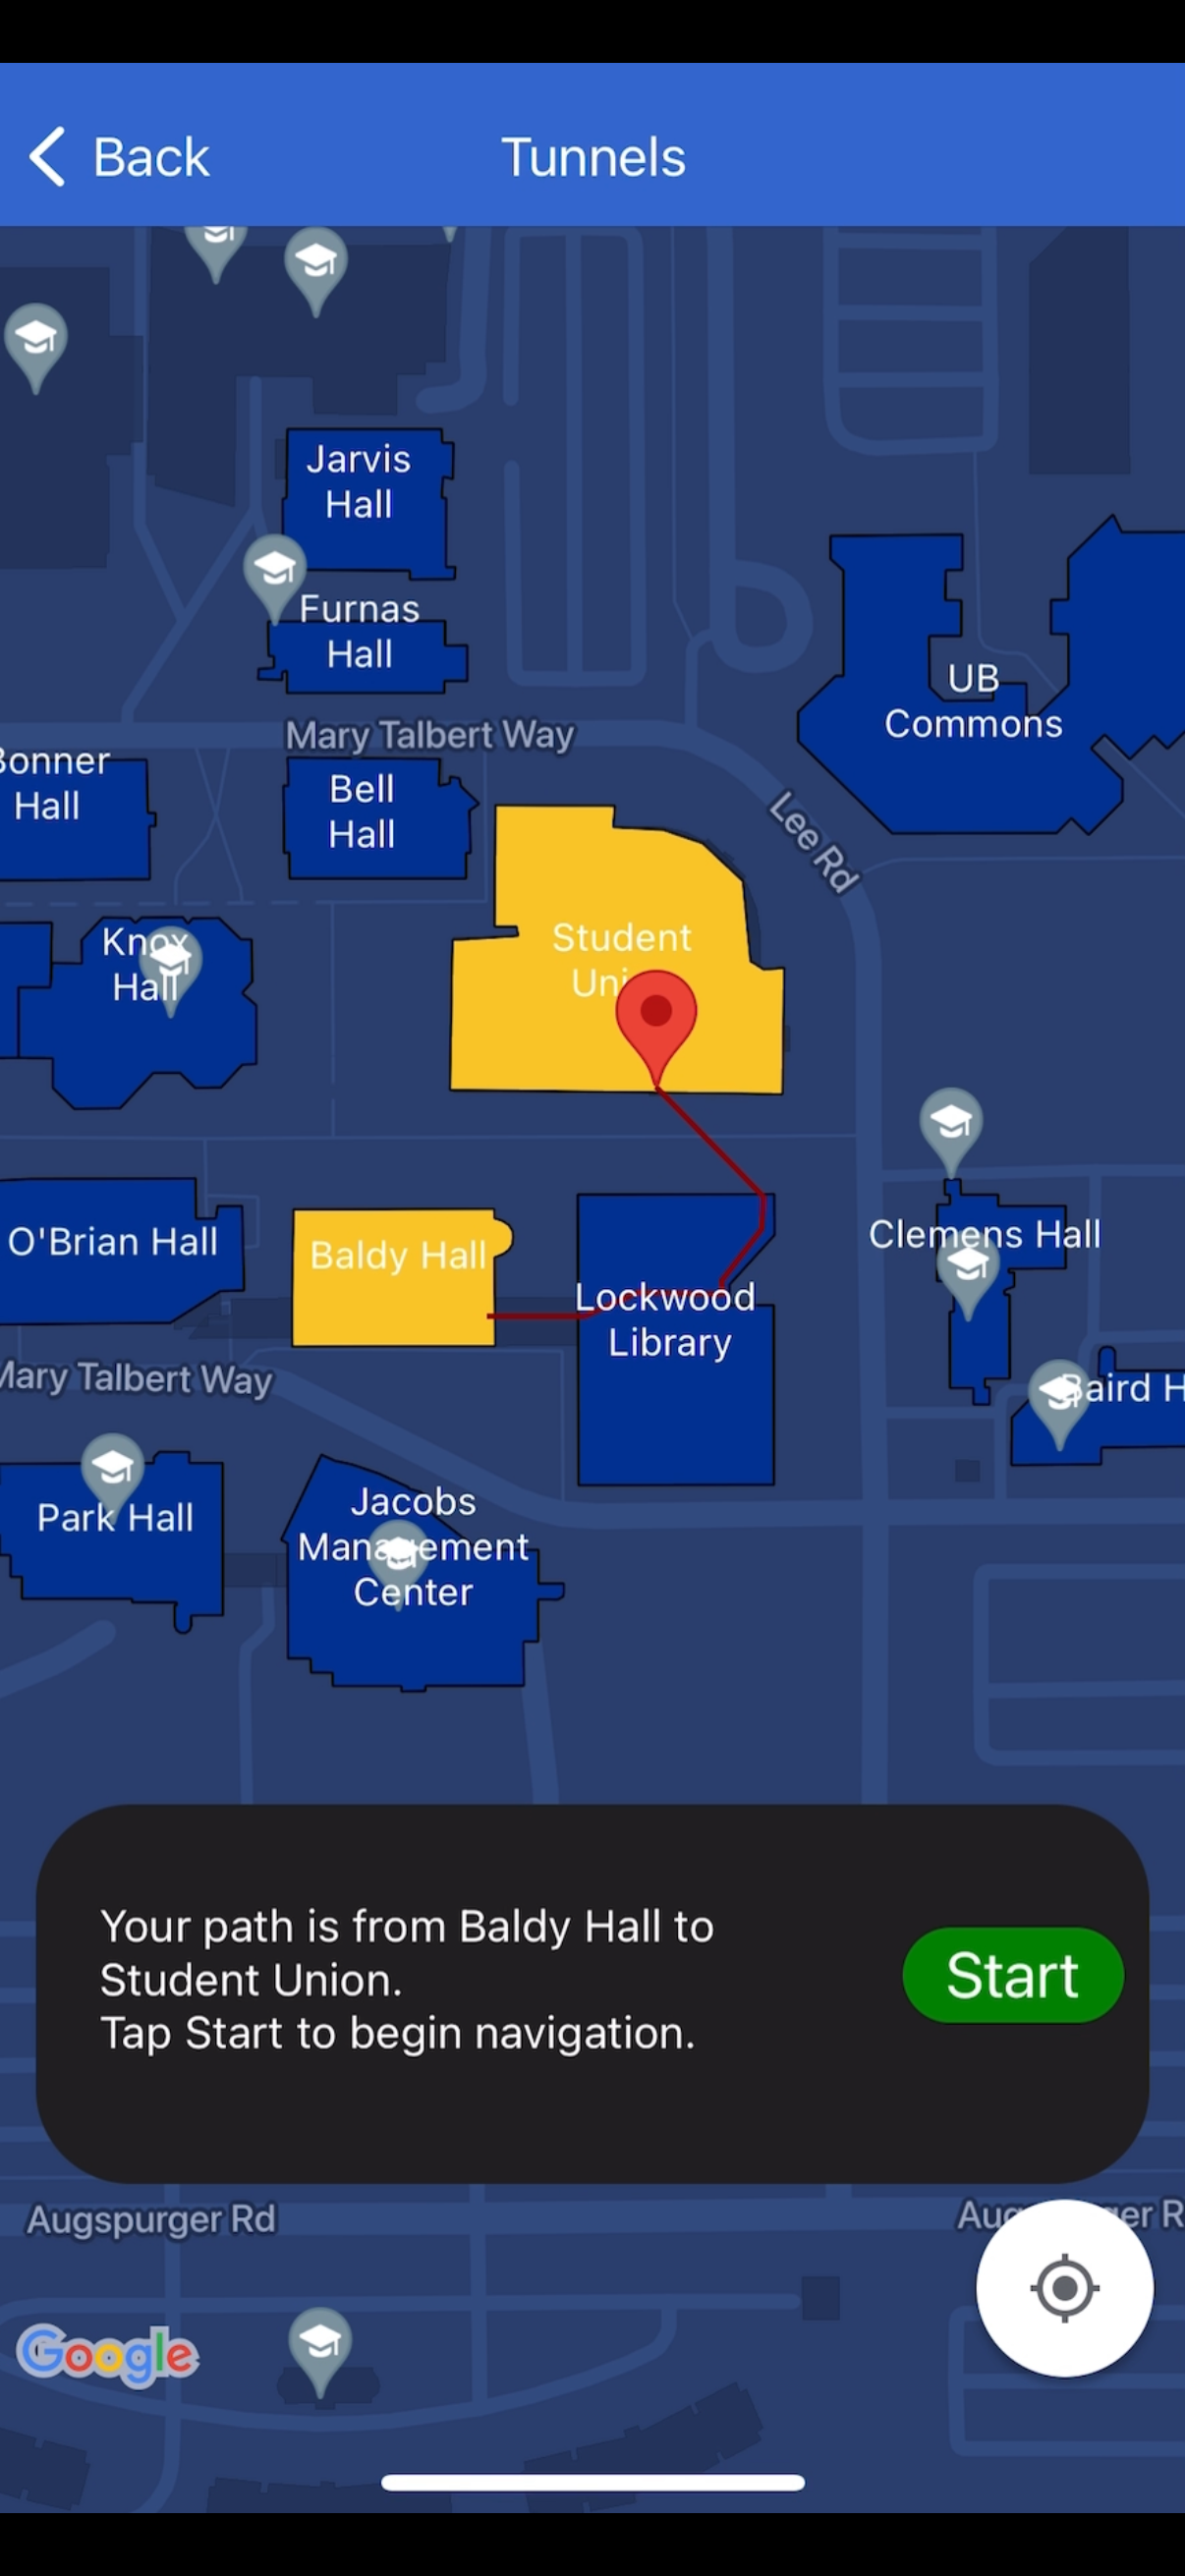 Back
Tunnels
Jarvis
Hall
Furnas
Hall
UB
Commons
Mary Talbert Way
Bonner
Hall
Bell
Hall
Lee Rd
Student
Uni
Knox
Hall
O'Brian Hall
Baldy Hall
Clemens Hall
Lockwood
Library
Mary Talbert Way
Baird H
Park Hall
Jacobs
Management
Center
Your path is from Baldy Hall to
Student Union.
Tap Start to begin navigation.
Start
Augspurger Rd
Google